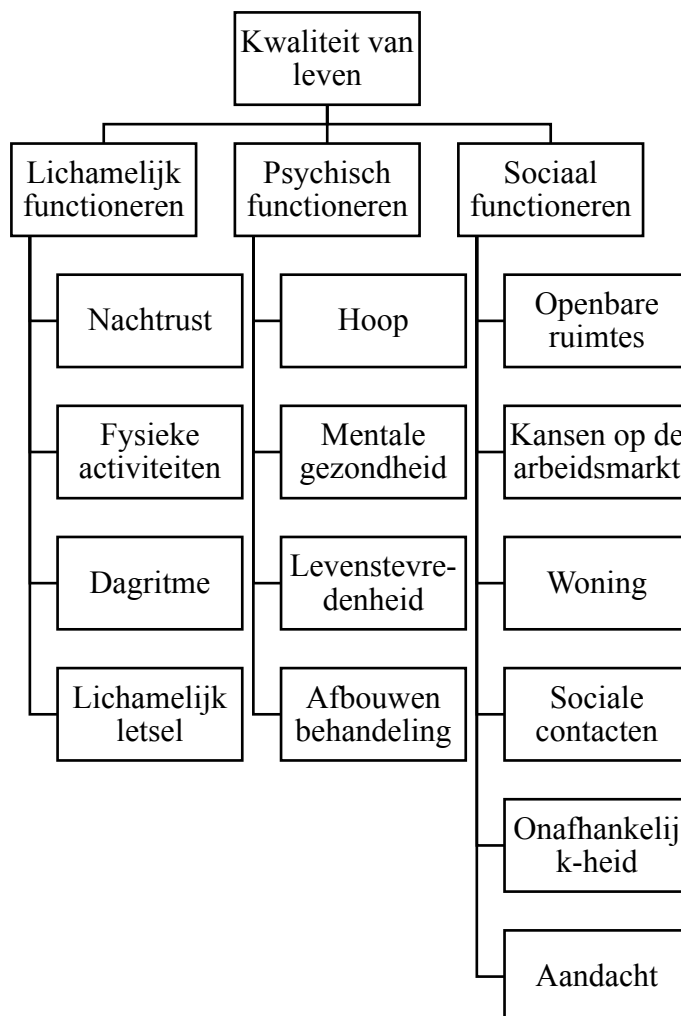 Kwaliteit van
leven
Lichamelijk
functioneren
Nachtrust
Fysieke
activiteiten
Dagritme
Lichamelijk
letsel
Psychisch
functioneren
Hoop
Mentale
gezondheid
Levenstevre-
denheid
Afbouwen
behandeling
Sociaal
functioneren
Openbare
ruimtes
Kansen op de
arbeidsmarkt
Woning
Sociale
contacten
Onafhankelij
k-heid
Aandacht